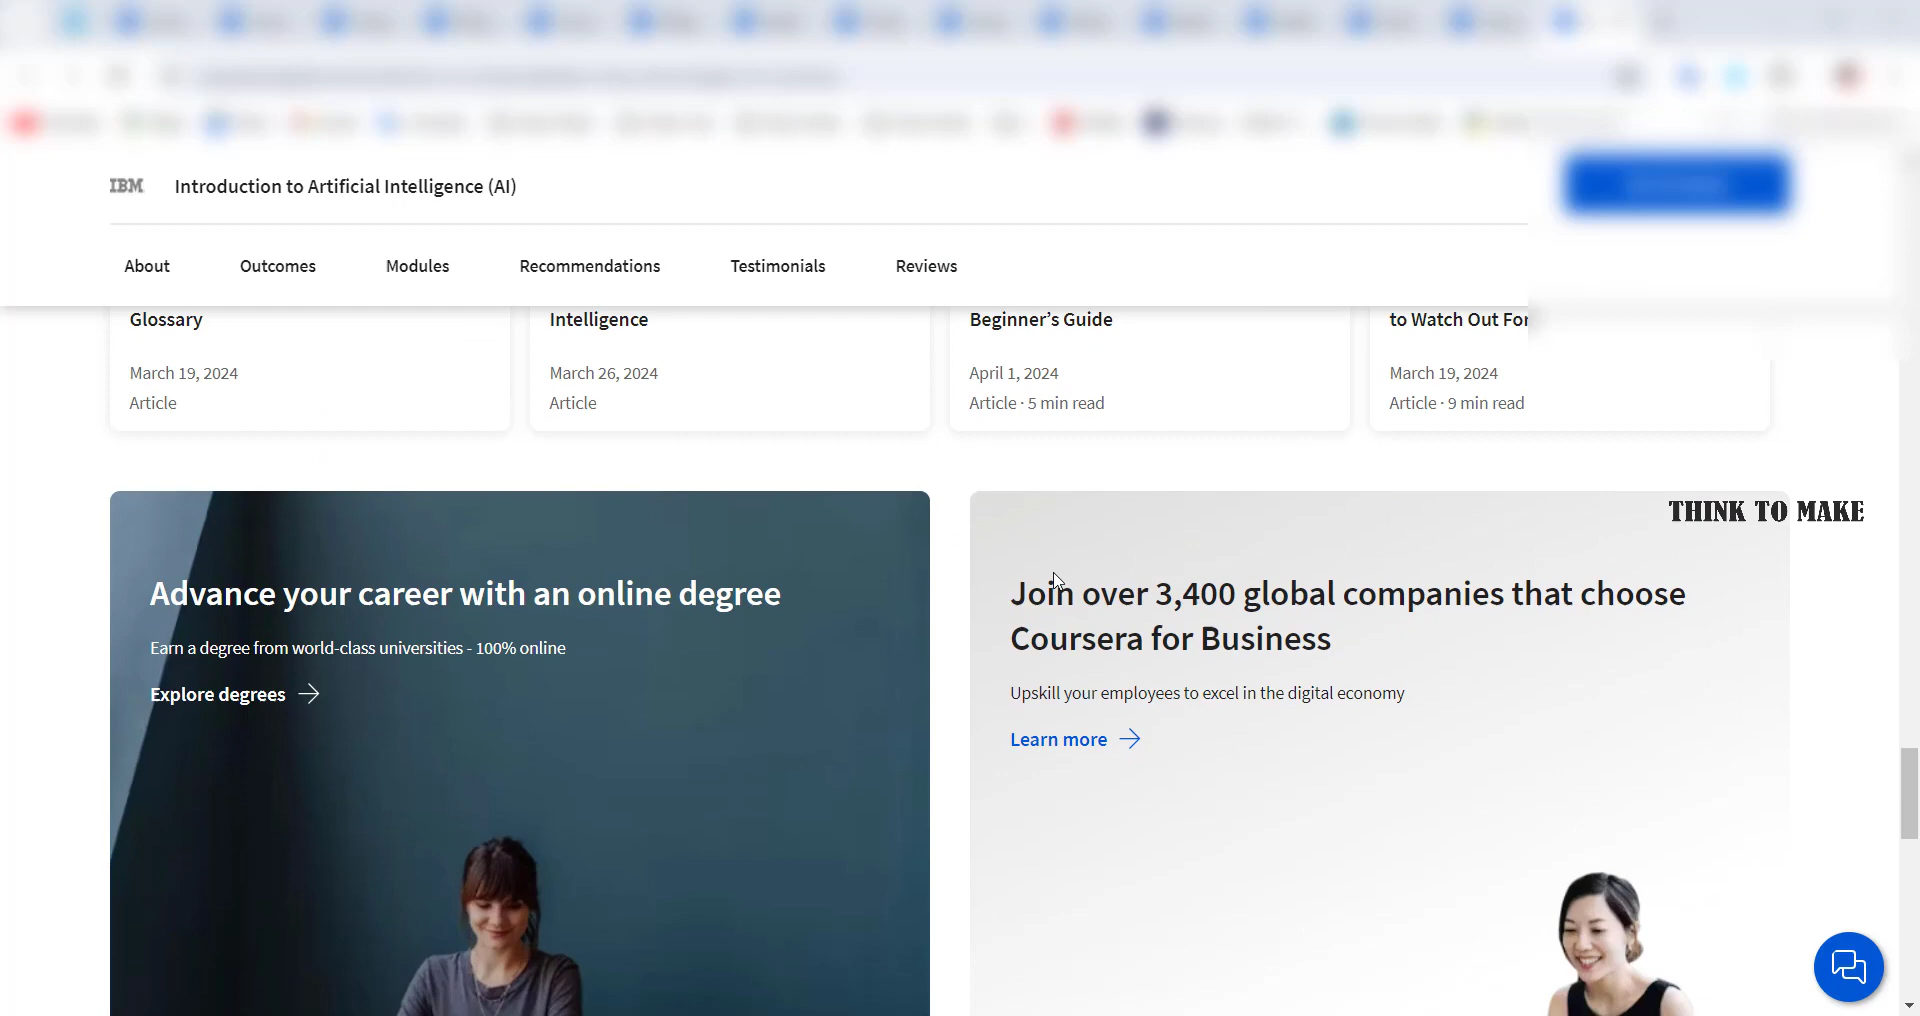 IBM Introduction to Artificial Intelligence (AI)
About Outcomes Modules Recommendations Testimonials Reviews
Glossary
March 19, 2024
Article
Intelligence
March 26, 2024
Article
Beginner’s Guide
April 1, 2024
Article · 5 min read
to Watch Out For
March 19, 2024
Article · 9 min read
THINK TO MAKE
Advance your career with an online degree
Earn a degree from world-class universities - 100% online
Explore degrees
Join over 3,400 global companies that choose
Coursera for Business
Upskill your employees to excel in the digital economy
Learn more